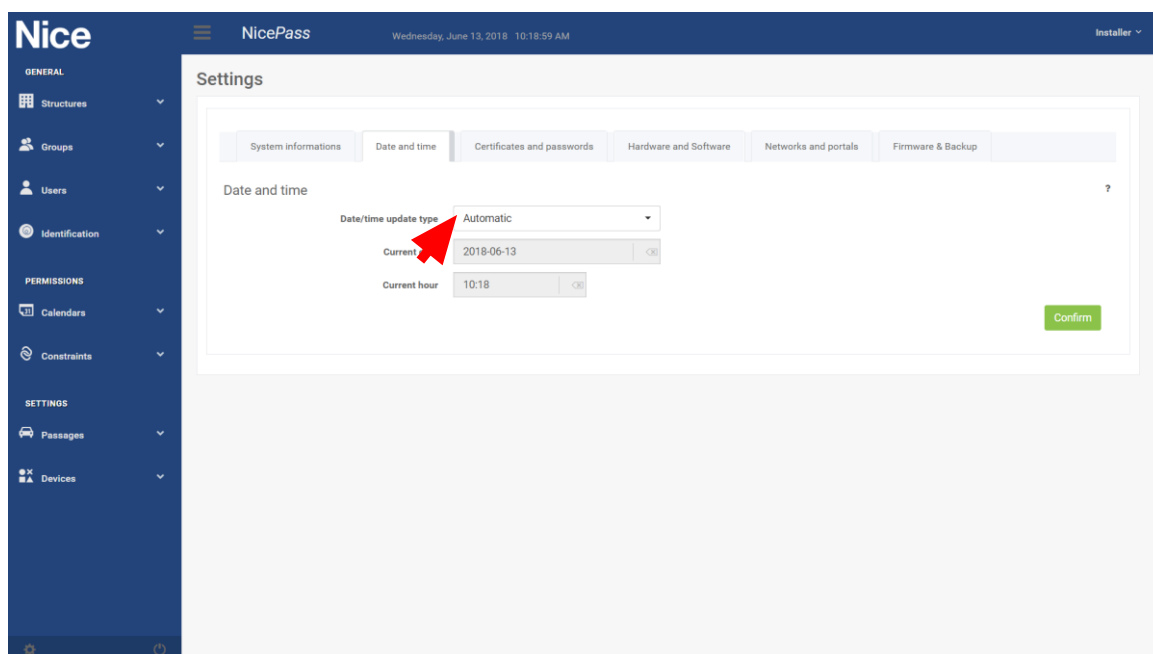 Nice
NicePass
Wednesday, June 13, 2018 10:18:59 AM
Installer
GENERAL
Structures
Groups
Users
Identification
PERMISSIONS
Calendars
Constraints
SETTINGS
Passages
Devices
Settings
System informations
Date and time
Certificates and passwords
Hardware and Software
Networks and portals
Firmware & Backup
Date and time
?
Date/time update type
Automatic
Current
2018-06-13
Current hour
10:18
Confirm